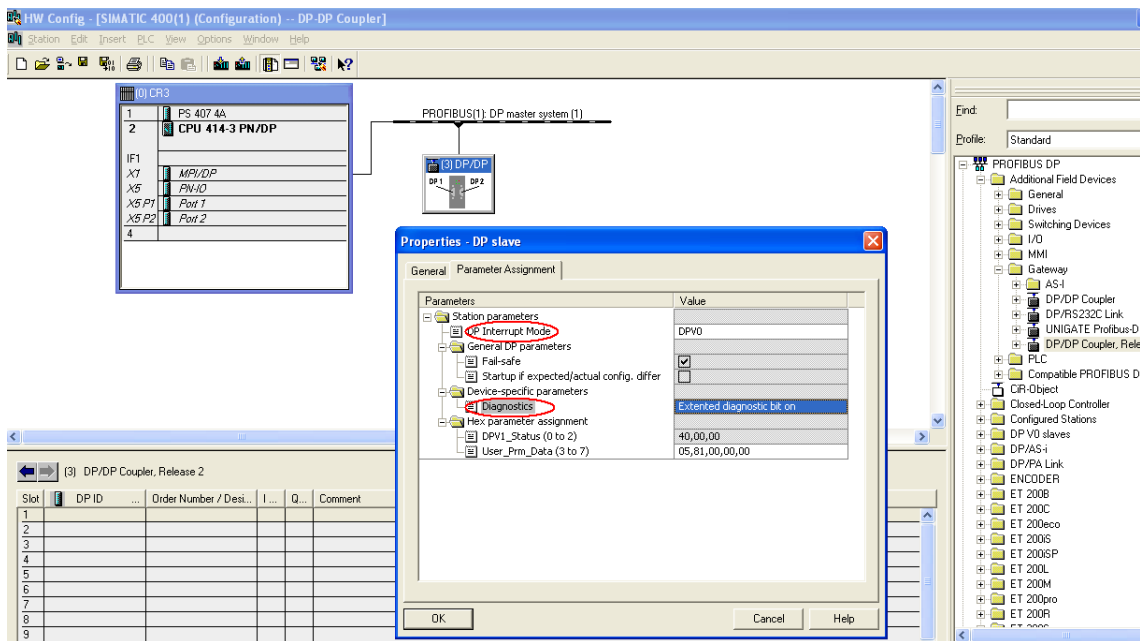 HW Config - [SIMATIC 400(1) (Configuration) -- DP-DP Coupler]
Station Edit Insert PLC View Options Window Help
(0) CR3
1 PS 407 4A
2 CPU 414-3 PN/DP
IF1
X1 MPI/DP
X5 PN-IO
X5 P1 Port 1
X5 P2 Port 2
4
PROFIBUS(1): DP master system (1)
(3) DP/DP
DP 1 DP 2
Properties - DP slave
General Parameter Assignment
Parameters Value
Station parameters
DP Interrupt Mode DPV0
General DP parameters
Fail-safe
Startup if expected/actual config. differ
Device-specific parameters
Diagnostics Extented diagnostic bit on
Hex parameter assignment
DPV1_Status (0 to 2) 40,00,00
User_Prm_Data (3 to 7) 05,81,00,00,00
OK Cancel Help
(3) DP/DP Coupler, Release 2
Slot DP ID ... Order Number / Desi... I ... Q... Comment
1
2
3
4
5
6
7
8
9
Find:
Profile: Standard
PROFIBUS DP
Additional Field Devices
General
Drives
Switching Devices
I/O
MMI
Gateway
AS-I
DP/DP Coupler
DP/RS232C Link
UNIGATE Profibus-D
DP/DP Coupler, Rele
PLC
Compatible PROFIBUS D
CiR-Object
Closed-Loop Controller
Configured Stations
DP V0 slaves
DP/AS-i
DP/PA Link
ENCODER
ET 200B
ET 200C
ET 200eco
ET 200iS
ET 200iSP
ET 200L
ET 200M
ET 200pro
ET 200R